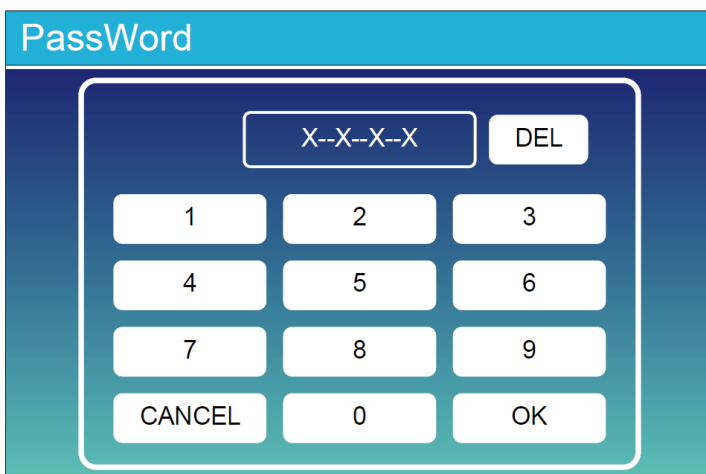 PassWord
X--X--X--X DEL
1 2 3
4 5 6
7 8 9
CANCEL 0 OK